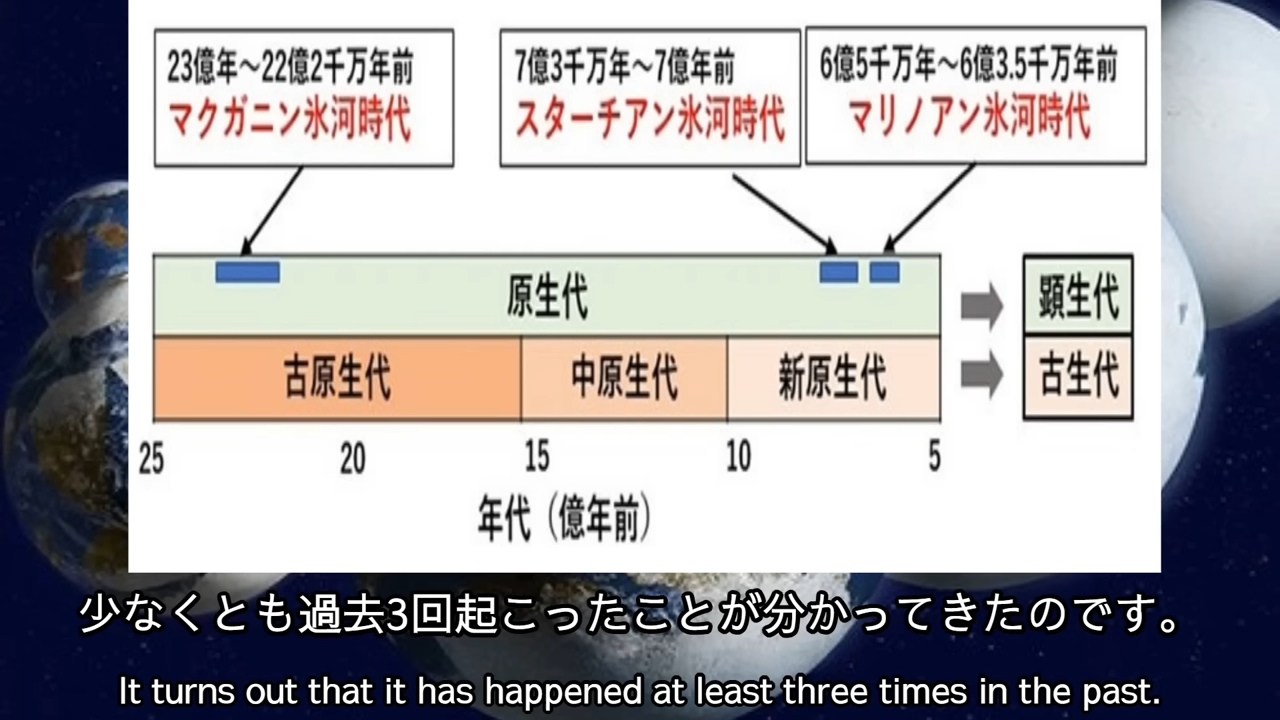 23億年～22億2千万年前
マクガニン氷河時代
7億3千万年～7億年前
スターチアン氷河時代
6億5千万年～6億3.5千万年前
マリノアン氷河時代
原生代
顕生代
古原生代
中原生代
新原生代
古生代
25 20 15 10 5
年代（億年前）
少なくとも過去3回起こったことが分かってきたのです。
It turns out that it has happened at least three times in the past.